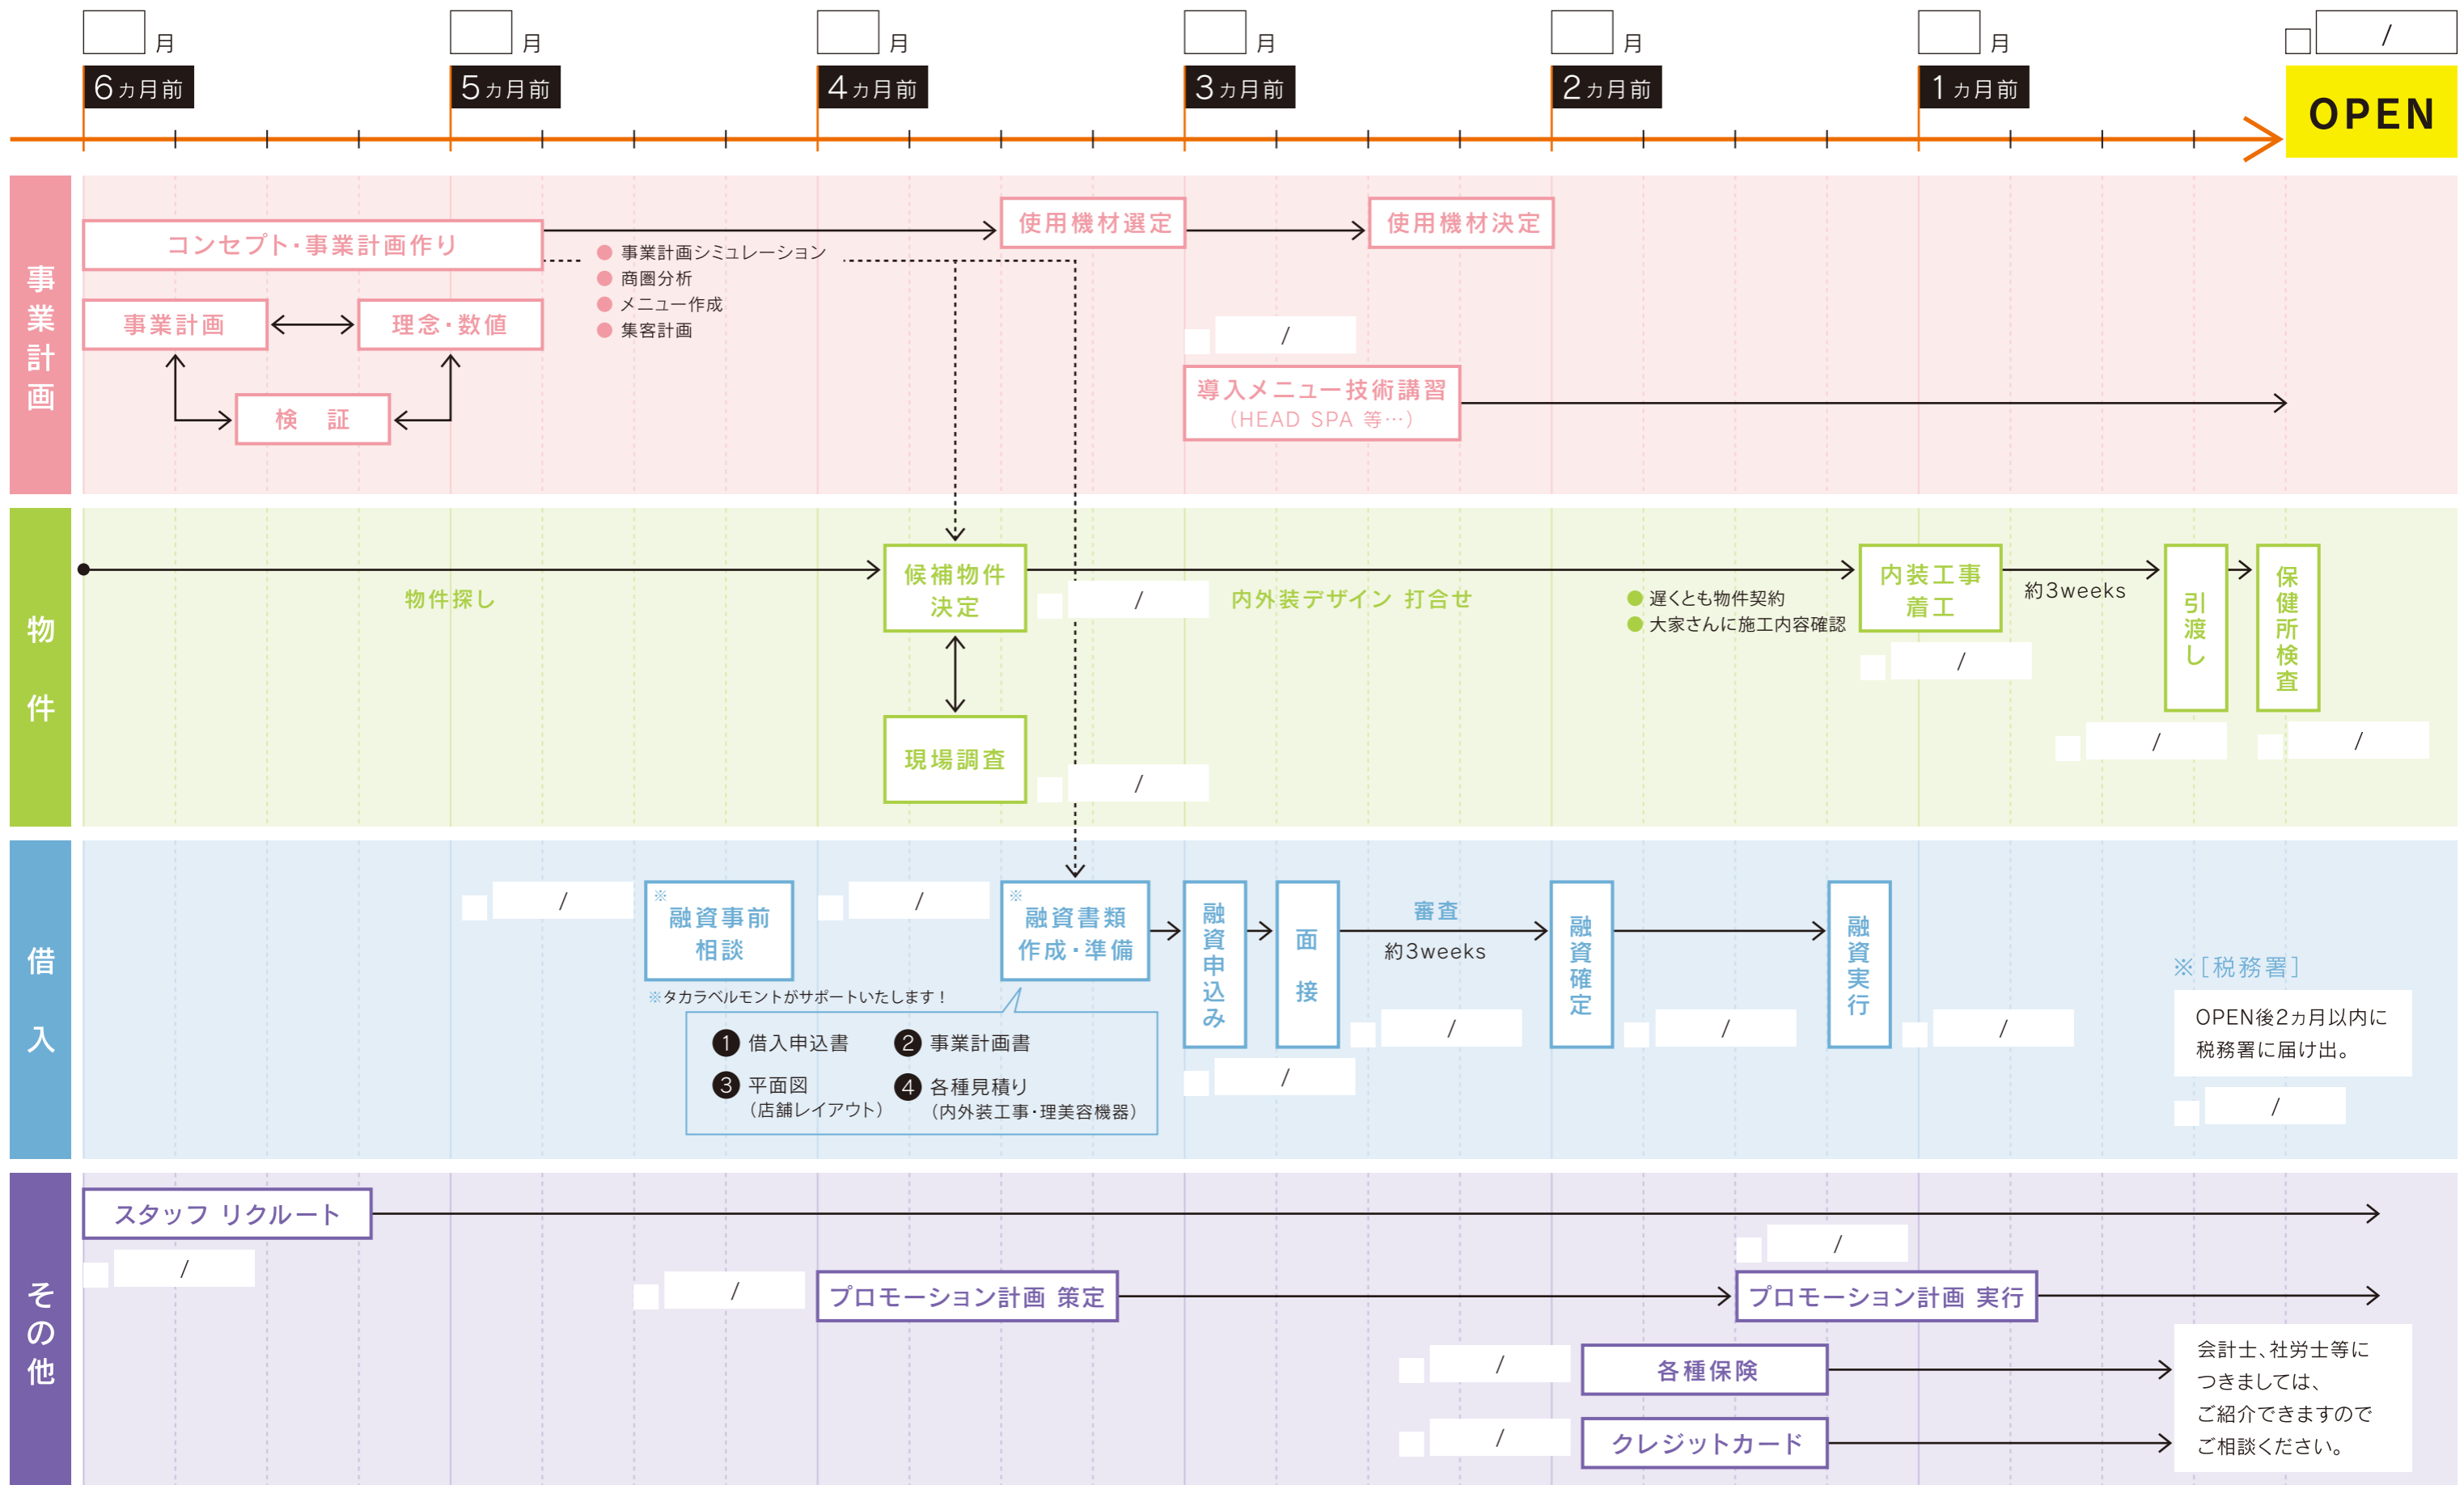 月
月
月
月
月
月
/
6ヵ月前
5ヵ月前
4ヵ月前
3ヵ月前
2ヵ月前
1ヵ月前
OPEN
事業計画
コンセプト・事業計画作り
使用機材選定
使用機材決定
事業計画シミュレーション
商圏分析
メニュー作成
集客計画
事業計画
理念・数値
検 証
/
導入メニュー技術講習
(HEAD SPA 等…)
物件
物件探し
候補物件
決定
/
内外装デザイン 打合せ
遅くとも物件契約
大家さんに施工内容確認
内装工事
着工
/
約3weeks
引渡し
/
保健所検査
/
現場調査
/
借入
/
※
融資事前
相談
/
※
融資書類
作成・準備
融資申込み
/
面接
審査
約3weeks
/
融資確定
/
融資実行
/
※タカラベルモントがサポートいたします!
1 借入申込書
2 事業計画書
3 平面図
(店舗レイアウト)
4 各種見積り
(内外装工事・理美容機器)
※[税務署]
OPEN後2ヵ月以内に
税務署に届け出。
/
その他
スタッフ リクルート
/
/
プロモーション計画 策定
/
プロモーション計画 実行
/
各種保険
/
クレジットカード
会計士、社労士等に
つきましては、
ご紹介できますので
ご相談ください。